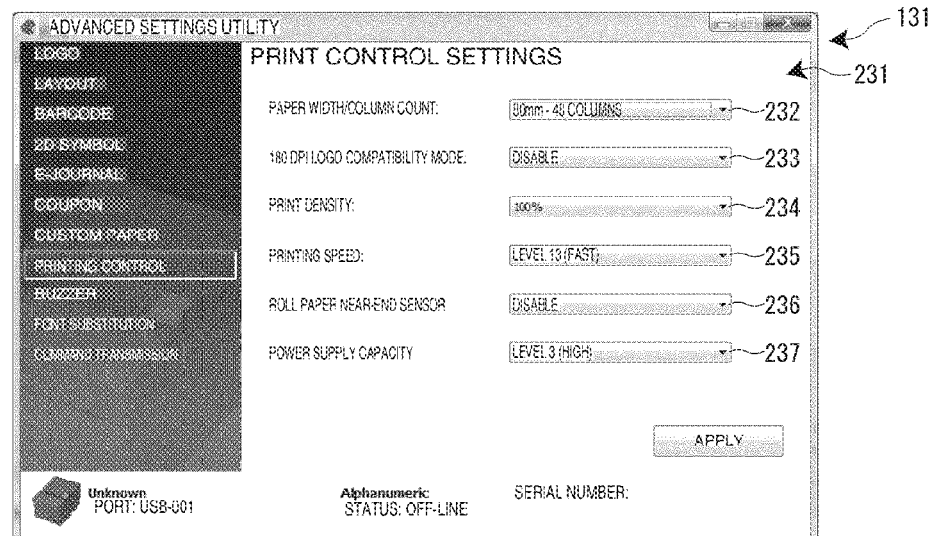 ADVANCED SETTINGS UTILITY
131
LOGO
LAYOUT
BARCODE
2D SYMBOL
E-JOURNAL
COUPON
CUSTOM PAPER
PRINTING CONTROL
BUZZER
FONT SUBSTITUTION
COMMAND TRANSMISSION
PRINT CONTROL SETTINGS
231
PAPER WIDTH/COLUMN COUNT: 80mm - 48 COLUMNS 232
180 DPI LOGO COMPATIBILITY MODE: DISABLE 233
PRINT DENSITY: 100% 234
PRINTING SPEED: LEVEL 13 (FAST) 235
ROLL PAPER NEAR-END SENSOR DISABLE 236
POWER SUPPLY CAPACITY LEVEL 3 (HIGH) 237
APPLY
Unknown
PORT: USB-001
Alphanumeric
STATUS: OFF-LINE
SERIAL NUMBER: